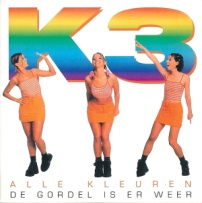 K3
ALLE KLEUREN
DE GORDEL IS ER WEER